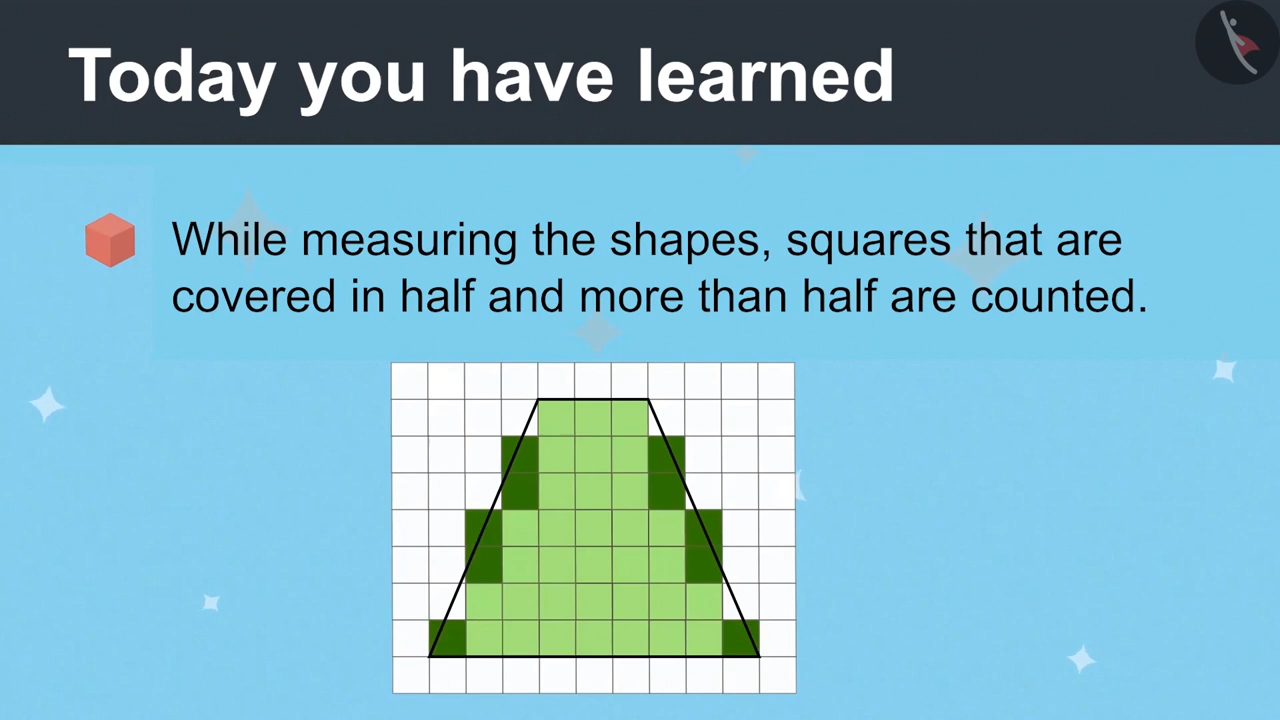 Today you have learned
While measuring the shapes, squares that are
covered in half and more than half are counted.